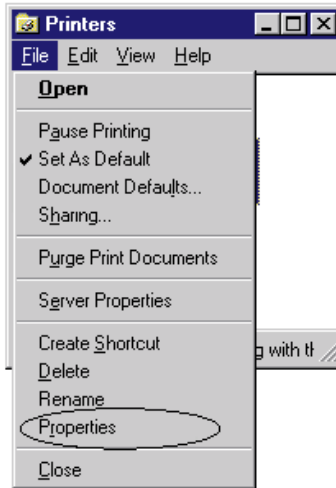 Printers
File Edit View Help
Open
Pause Printing
Set As Default
Document Defaults...
Sharing...
Purge Print Documents
Server Properties
Create Shortcut
g with th
Delete
Rename
Properties
Close